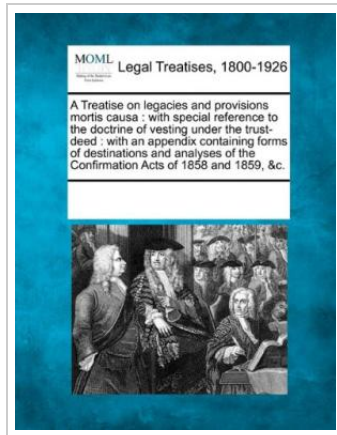 MOML
Legal Treatises, 1800-1926
A Treatise on legacies and provisions
mortis causa : with special reference to
the doctrine of vesting under the trust-
deed : with an appendix containing forms
of destinations and analyses of the
Confirmation Acts of 1858 and 1859, &c.